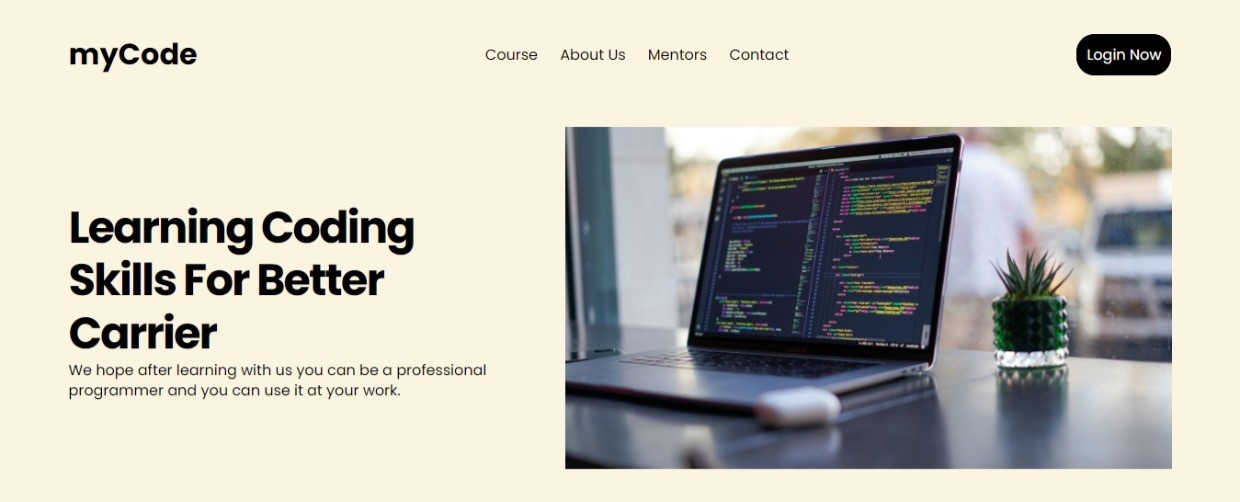 myCode
Course About Us Mentors Contact
Login Now
Learning Coding
Skills For Better
Carrier
We hope after learning with us you can be a professional
programmer and you can use it at your work.